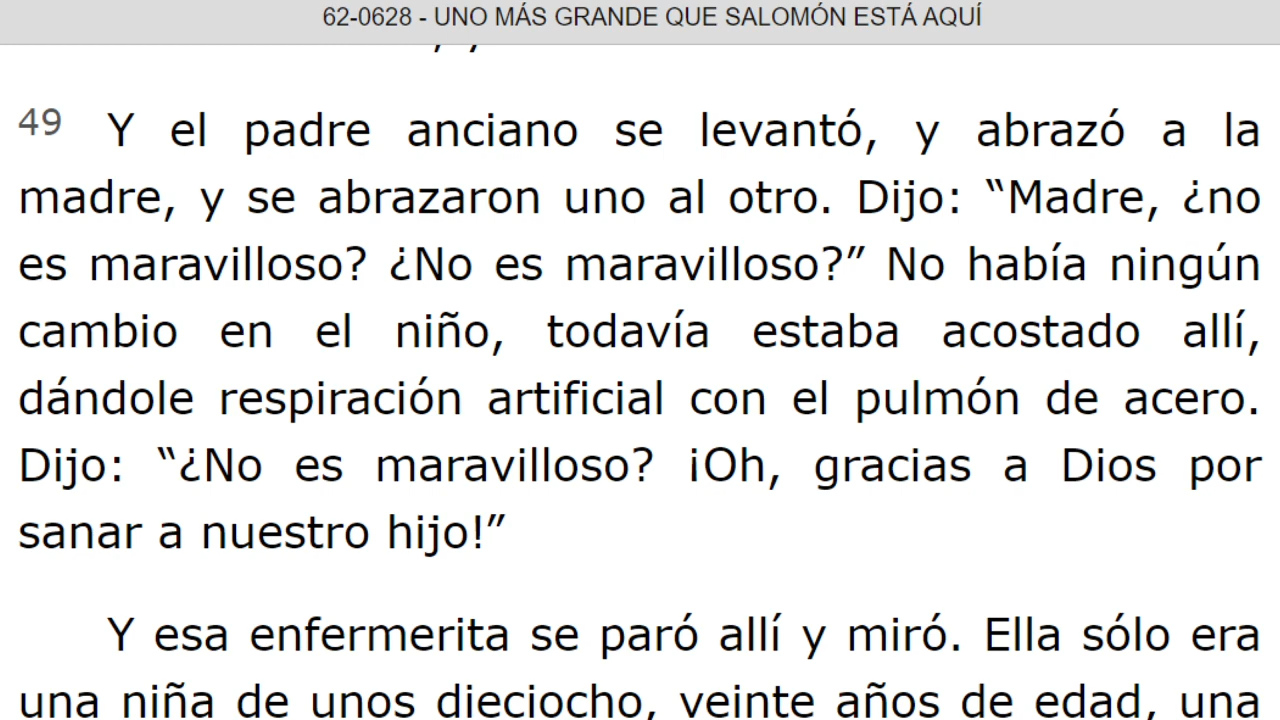 62-0628 - UNO MÁS GRANDE QUE SALOMÓN ESTÁ AQUÍ
49 Y el padre anciano se levantó, y abrazó a la
madre, y se abrazaron uno al otro. Dijo: “Madre, ¿no
es maravilloso? ¿No es maravilloso?” No había ningún
cambio en el niño, todavía estaba acostado allí,
dándole respiración artificial con el pulmón de acero.
Dijo: “¿No es maravilloso? ¡Oh, gracias a Dios por
sanar a nuestro hijo!”
Y esa enfermerita se paró allí y miró. Ella sólo era
una niña de unos dieciocho, veinte años de edad, una